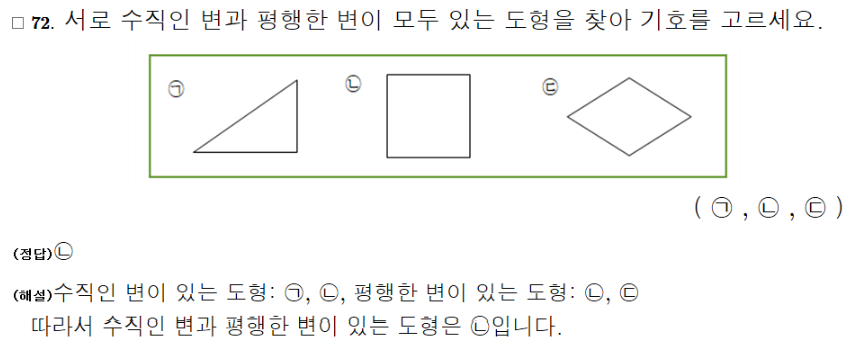 □ 72. 서로 수직인 변과 평행한 변이 모두 있는 도형을 찾아 기호를 고르세요.
㉠ ㉡ ㉢
( ㉠ , ㉡ , ㉢ )
(정답)㉡
(해설)수직인 변이 있는 도형: ㉠, ㉡, 평행한 변이 있는 도형: ㉡, ㉢
따라서 수직인 변과 평행한 변이 있는 도형은 ㉡입니다.